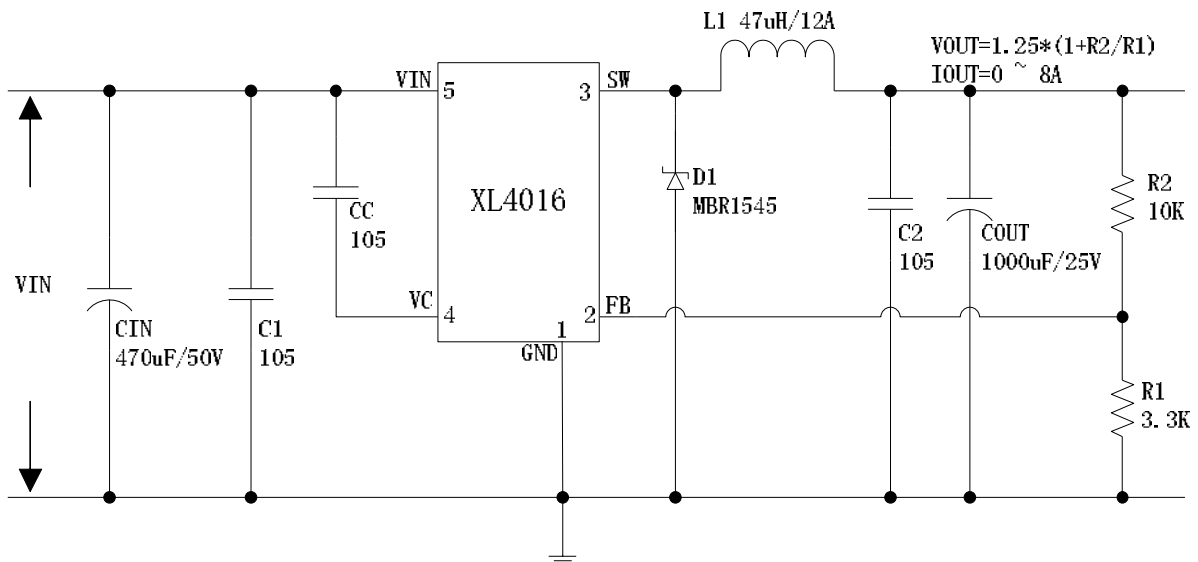 L1 47uH/12A
VOUT=1.25*(1+R2/R1)
IOUT=0 ~ 8A
VIN
5
3
SW
XL4016
CC
105
D1
MBR1545
R2
10K
C2
105
COUT
1000uF/25V
VIN
VC
4
2
FB
1
GND
CIN
470uF/50V
C1
105
R1
3.3K